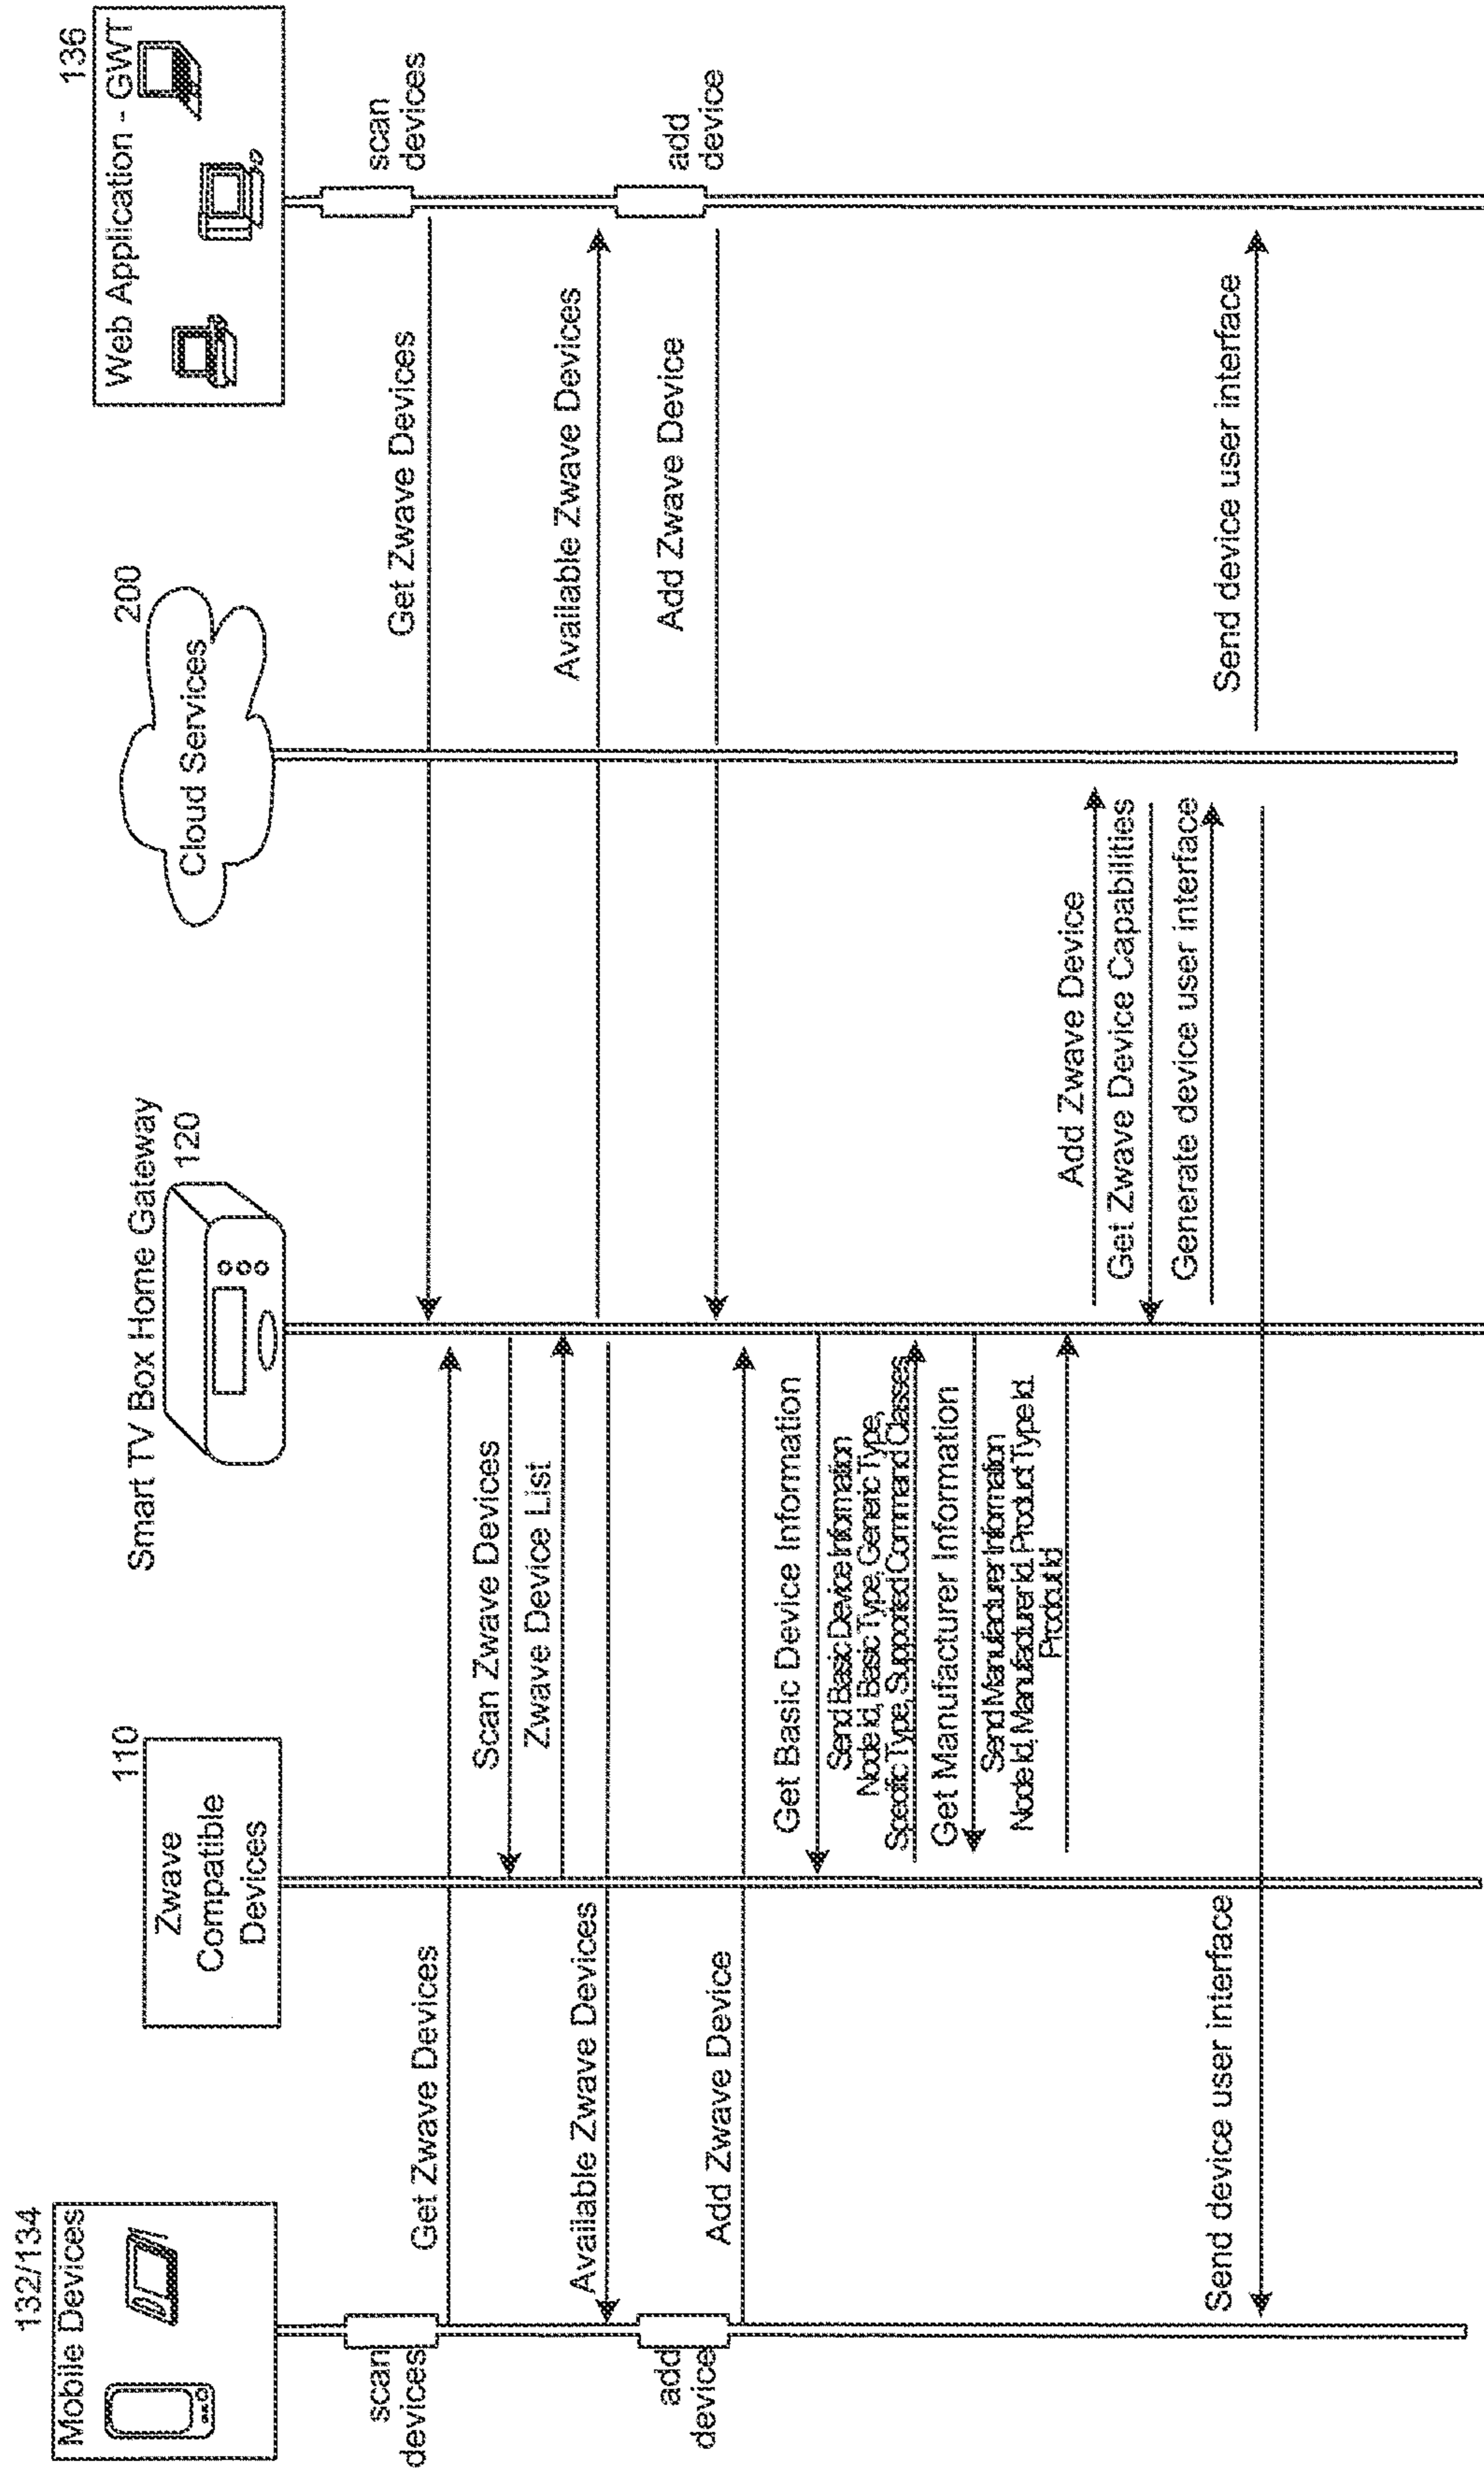 132/134
Mobile Devices
110
Zwave
Compatible
Devices
Smart TV Box Home Gateway
120
200
Cloud Services
136
Web Application - GWT
scan
devices
scan
devices
Get Zwave Devices
Get Zwave Devices
Scan Zwave Devices
Zwave Device List
Available Zwave Devices
Available Zwave Devices
add
device
add
device
Add Zwave Device
Add Zwave Device
Get Basic Device Information
Send Basic Device Information
Node Id, Basic Type, Generic Type,
Specific Type, Supported Command Classes
Get Manufacturer Information
Send Manufacturer Information
Node Id, Manufacturer Id. Product Type Id.
Prodcut Id
Add Zwave Device
Get Zwave Device Capabilities
Generate device user interface
Send device user interface
Send device user interface